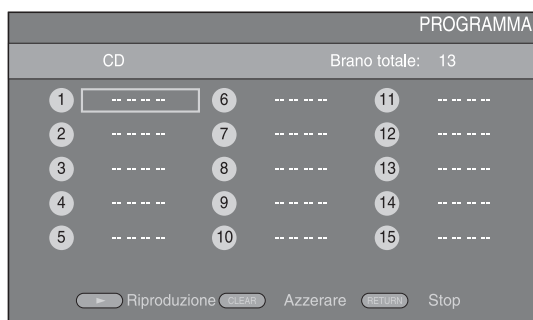 PROGRAMMA
CD Brano totale: 13
1 -- -- -- -- 6 -- -- -- -- 11 -- -- -- --
2 -- -- -- -- 7 -- -- -- -- 12 -- -- -- --
3 -- -- -- -- 8 -- -- -- -- 13 -- -- -- --
4 -- -- -- -- 9 -- -- -- -- 14 -- -- -- --
5 -- -- -- -- 10 -- -- -- -- 15 -- -- -- --
Riproduzione CLEAR Azzerare RETURN Stop